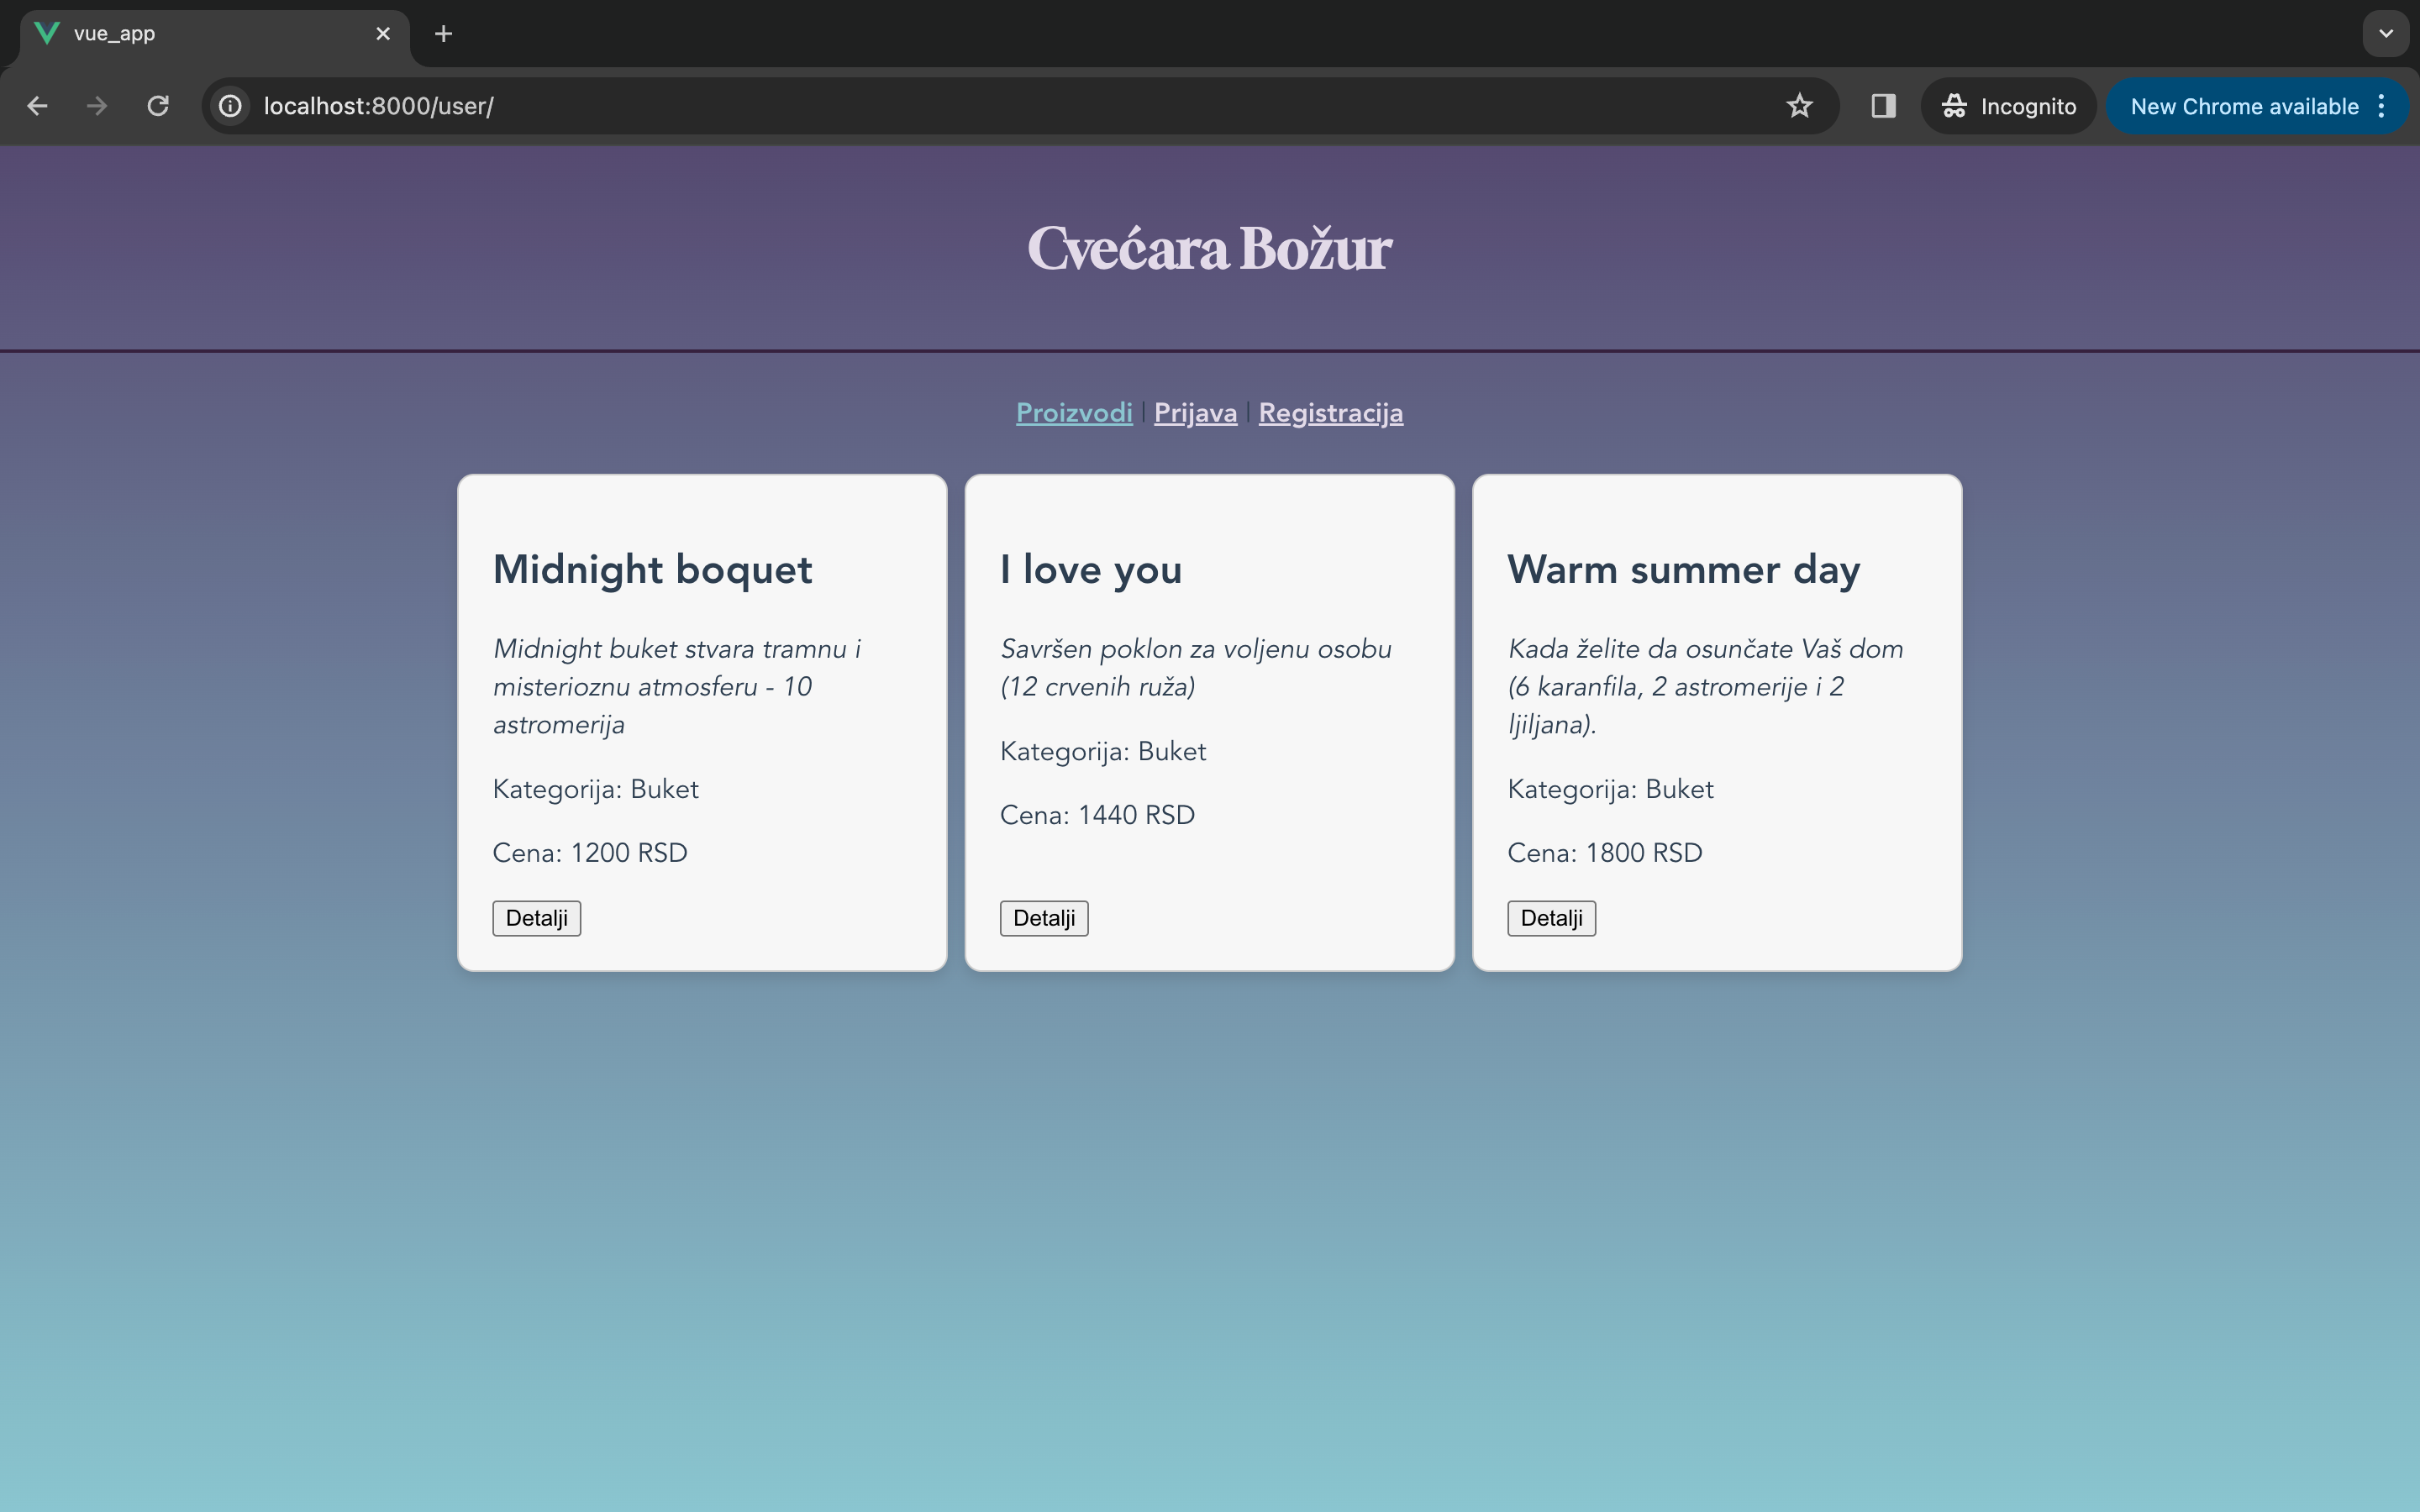 vue_app
localhost:8000/user/
Incognito
New Chrome available
Cvećara Božur
Proizvodi | Prijava | Registracija
Midnight boquet
Midnight buket stvara tramnu i
misterioznu atmosferu - 10
astromerija
Kategorija: Buket
Cena: 1200 RSD
Detalji
I love you
Savršen poklon za voljenu osobu
(12 crvenih ruža)
Kategorija: Buket
Cena: 1440 RSD
Detalji
Warm summer day
Kada želite da osunčate Vaš dom
(6 karanfila, 2 astromerije i 2
ljiljana).
Kategorija: Buket
Cena: 1800 RSD
Detalji